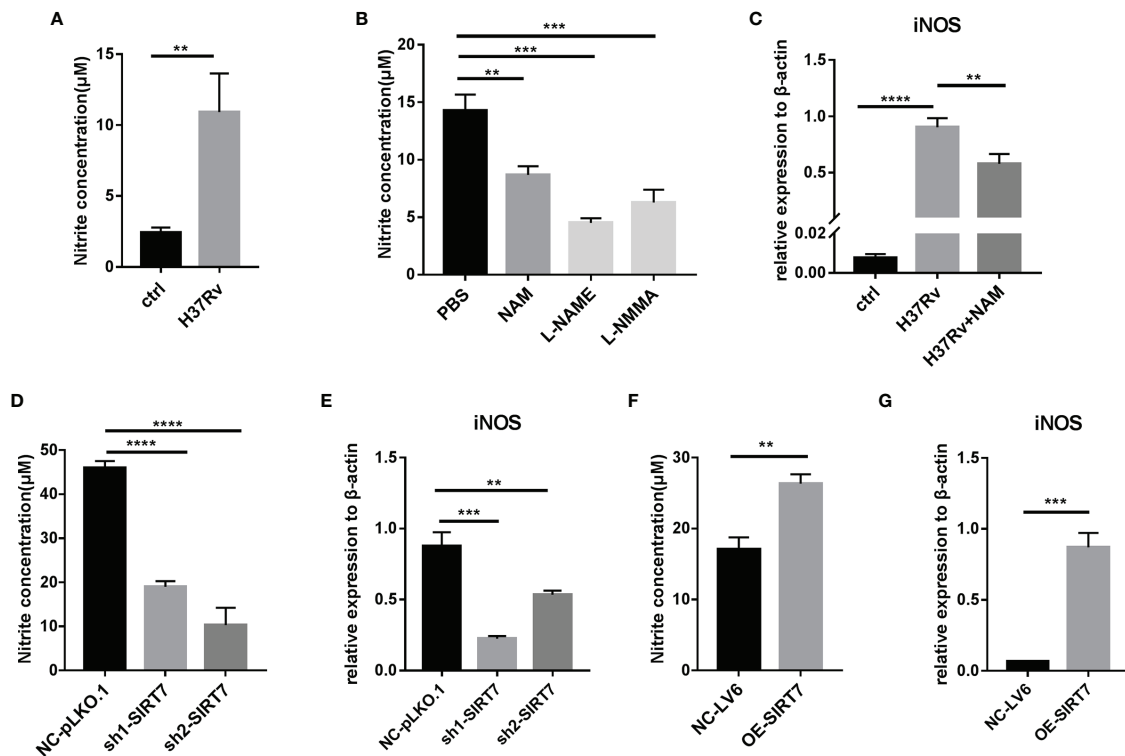 A
Nitrite concentration(µM)
15
10
5
0
**
ctrl
H37Rv
B
Nitrite concentration(µM)
20
15
10
5
0
***
***
**
PBS
NAM
L-NAME
L-NMMA
C
iNOS
relative expression to β-actin
1.5
1.0
0.5
0.02
0.00
****
**
ctrl
H37Rv
H37Rv+NAM
D
Nitrite concentration(µM)
50
40
30
20
10
0
****
****
NC-pLKO.1
sh1-SIRT7
sh2-SIRT7
E
iNOS
relative expression to β-actin
1.5
1.0
0.5
0.0
**
***
NC-pLKO.1
sh1-SIRT7
sh2-SIRT7
F
Nitrite concentration(µM)
30
20
10
0
**
NC-LV6
OE-SIRT7
G
iNOS
relative expression to β-actin
1.5
1.0
0.5
0.0
***
NC-LV6
OE-SIRT7